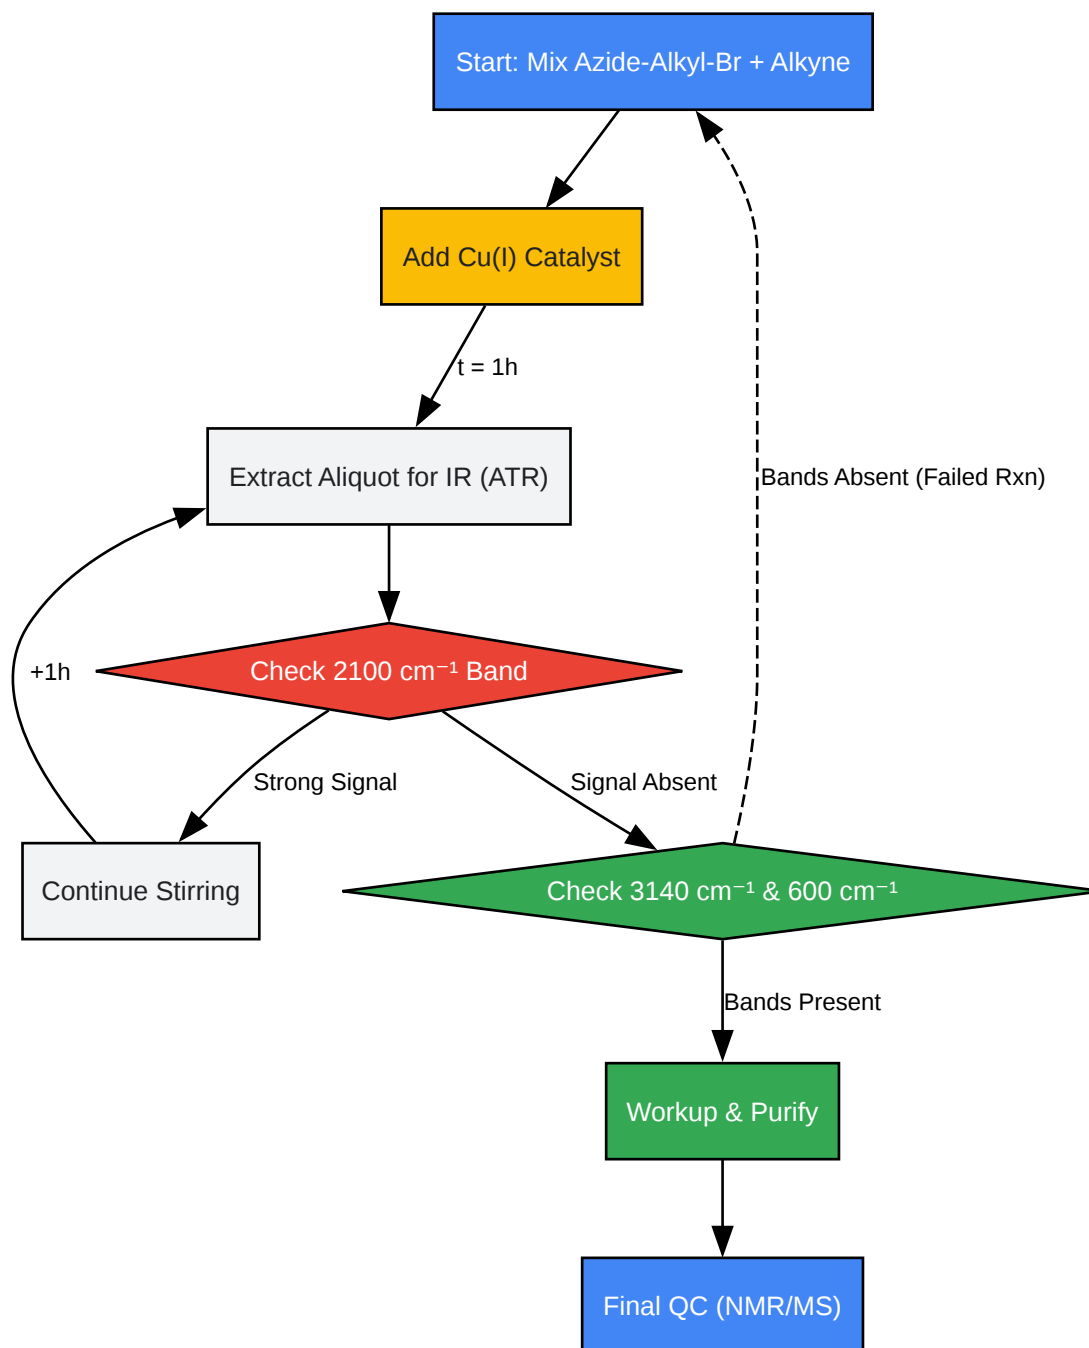 Start: Mix Azide-Alkyl-Br + Alkyne
Add Cu(I) Catalyst
t = 1h
Extract Aliquot for IR (ATR)
Bands Absent (Failed Rxn)
Check 2100 cm⁻¹ Band
+1h
Strong Signal
Signal Absent
Continue Stirring
Check 3140 cm⁻¹ & 600 cm⁻¹
Bands Present
Workup & Purify
Final QC (NMR/MS)